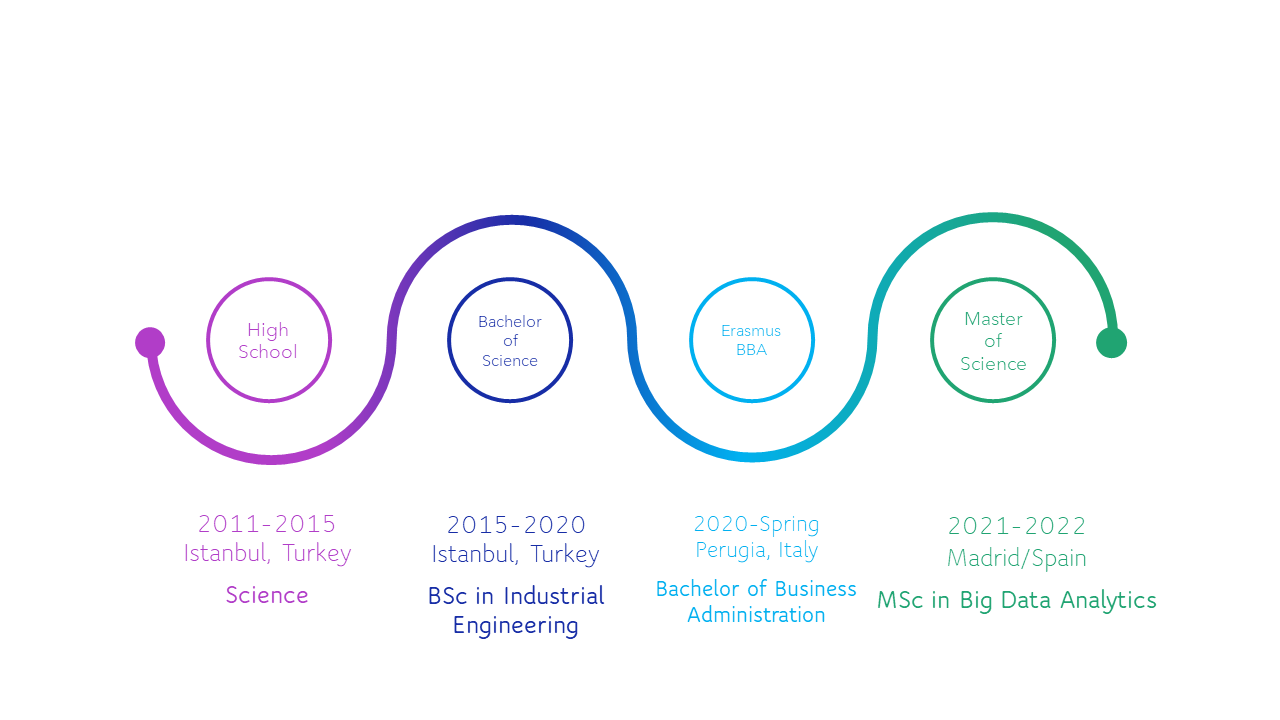 High
School
Bachelor
of
Science
Erasmus
BBA
Master
of
Science
2011-2015
Istanbul, Turkey
Science
2015-2020
Istanbul, Turkey
BSc in Industrial
Engineering
2020-Spring
Perugia, Italy
Bachelor of Business
Administration
2021-2022
Madrid/Spain
MSc in Big Data Analytics